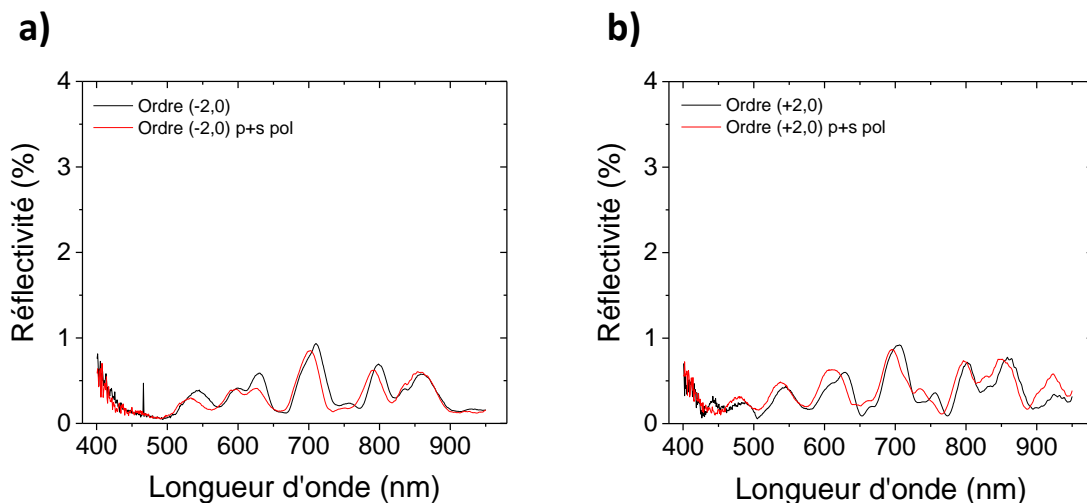 a)
4
3
2
1
0
Réflectivité (%)
Ordre (-2,0)
Ordre (-2,0) p+s pol
400 500 600 700 800 900
Longueur d'onde (nm)
b)
4
3
2
1
0
Réflectivité (%)
Ordre (+2,0)
Ordre (+2,0) p+s pol
400 500 600 700 800 900
Longueur d'onde (nm)